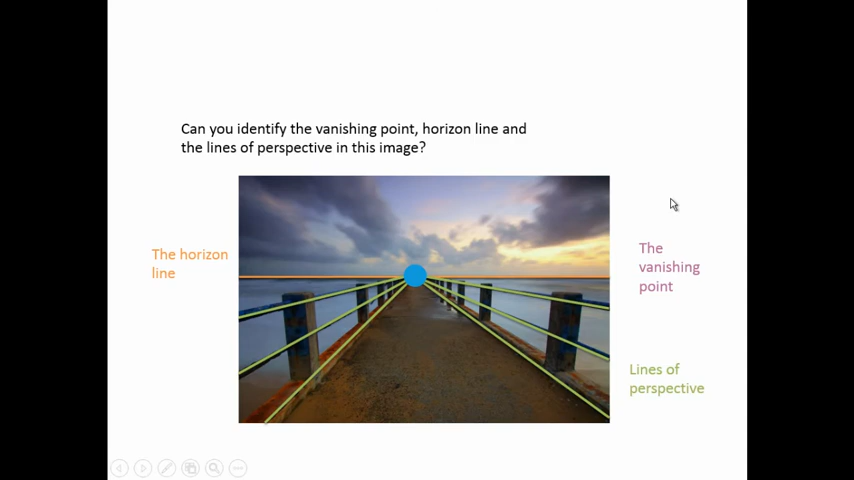 Can you identify the vanishing point, horizon line and
the lines of perspective in this image?
The horizon
line
The
vanishing
point
Lines of
perspective